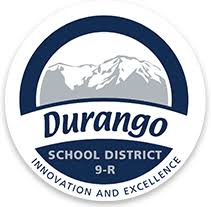 Durango
SCHOOL DISTRICT
9-R
INNOVATION AND EXCELLENCE